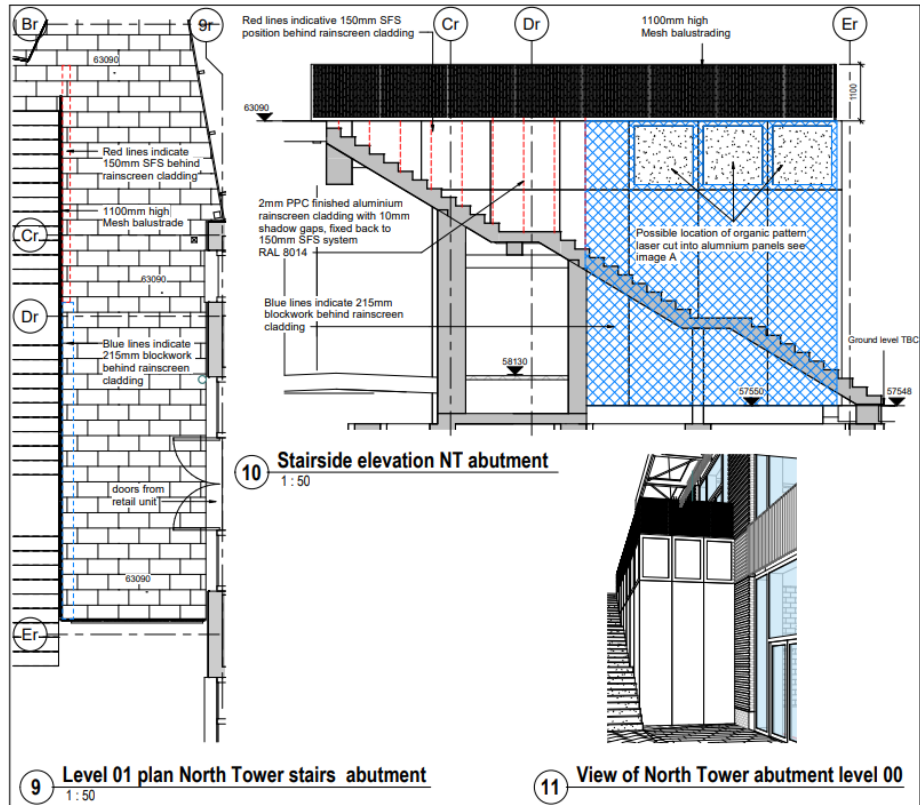 Br
9r
63090
Red lines indicate
150mm SFS behind
rainscreen cladding
1100mm high
Mesh balustrade
Cr
63090
Dr
Blue lines indicate
215mm blockwork
behind rainscreen
cladding
doors from
retail unit
63090
Er
9 Level 01 plan North Tower stairs abutment
1 : 50
Red lines indicative 150mm SFS
position behind rainscreen cladding
Cr
Dr
1100mm high
Mesh balustrading
Er
1100
63090
2mm PPC finished aluminium
rainscreen cladding with 10mm
shadow gaps, fixed back to
150mm SFS system
RAL 8014
Possible location of organic pattern
laser cut into alumnium panels see
image A
Blue lines indicate 215mm
blockwork behind rainscreen
cladding
Ground level TBC
58130
57550
57548
10 Stairside elevation NT abutment
1 : 50
11 View of North Tower abutment level 00